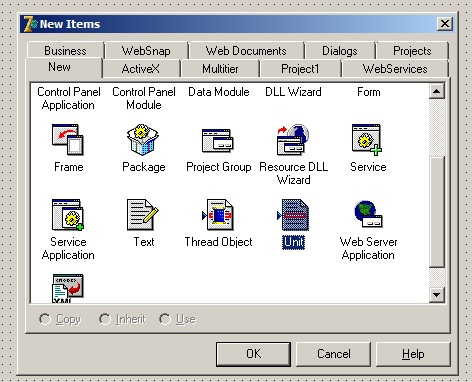 New Items
Business WebSnap Web Documents Dialogs Projects
New ActiveX Multitier Project1 WebServices
Control Panel Control Panel Data Module DLL Wizard Form
Application Module
Frame Package Project Group Resource DLL Service
Wizard
Service Text Thread Object Unit Web Server
Application Application
XML
Copy Inherit Use
OK Cancel Help